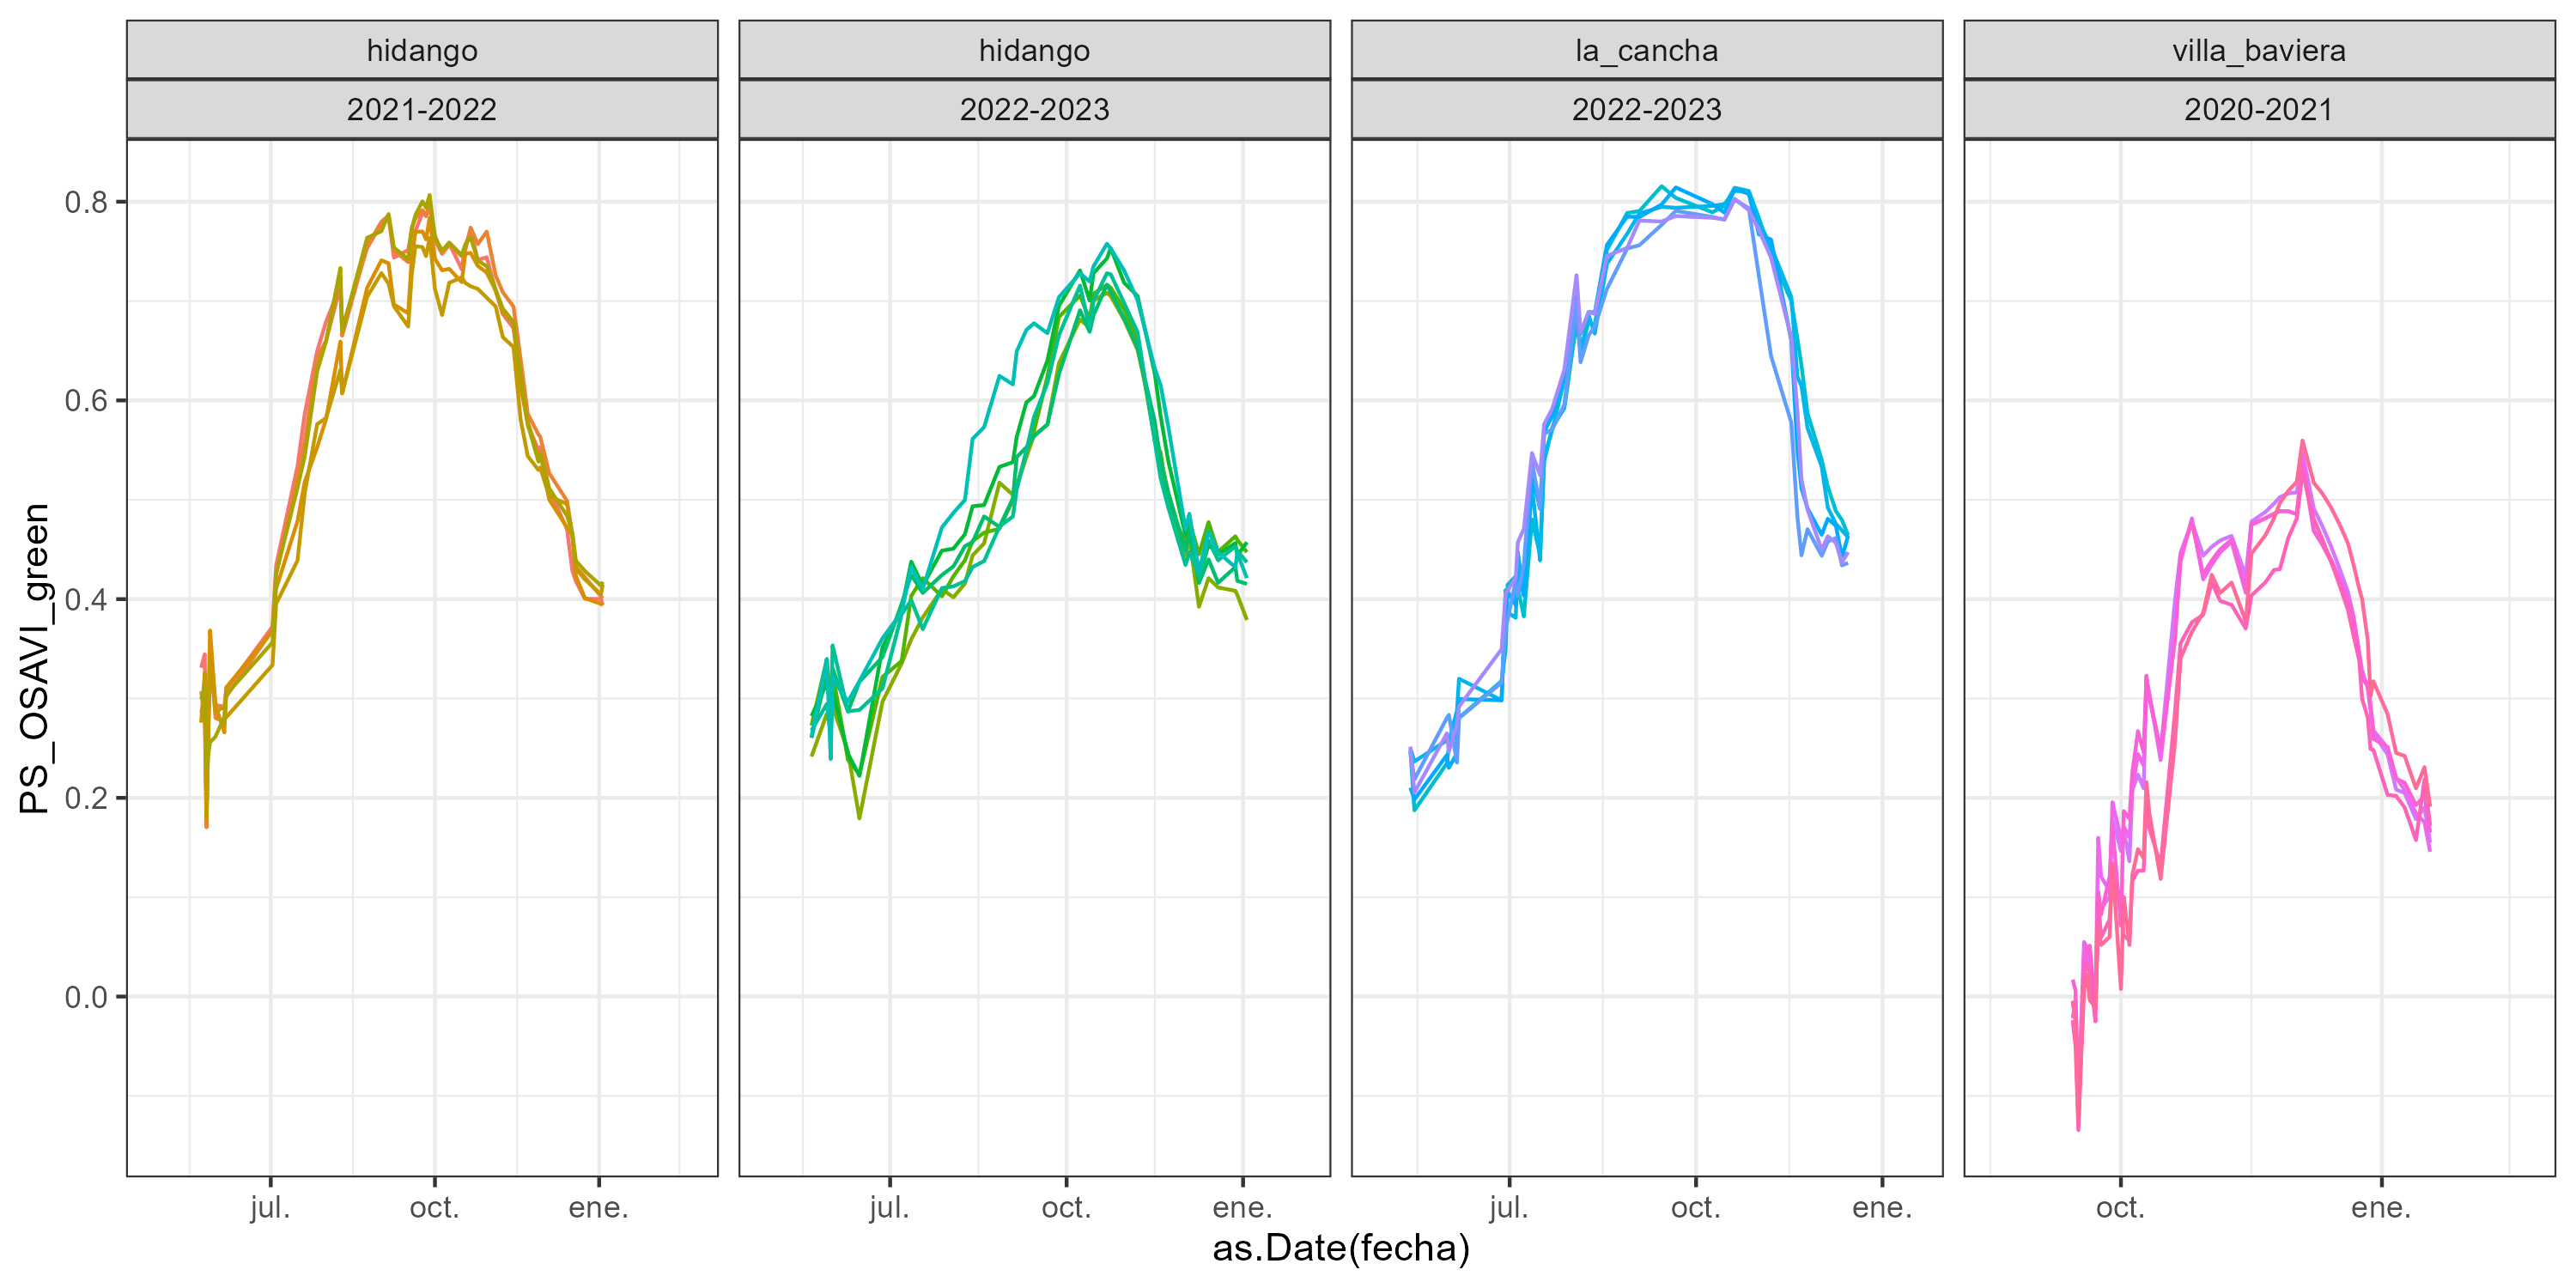 hidango hidango la_cancha villa_baviera
2021-2022 2022-2023 2022-2023 2020-2021
PS_OSAVI_green
0.8
0.6
0.4
0.2
0.0
jul. oct. ene. jul. oct. ene. jul. oct. ene. oct. ene.
as.Date(fecha)